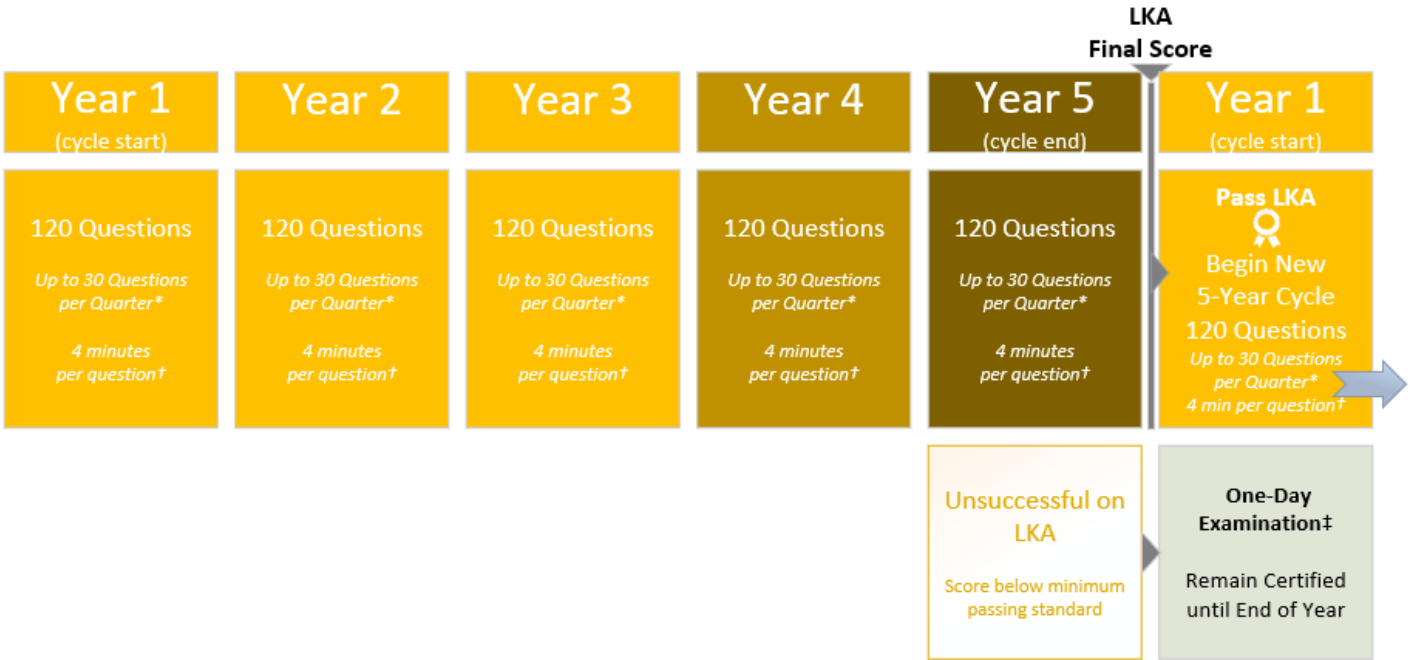 LKA
Final Score
Year 1
(cycle start)
Year 2
Year 3
Year 4
Year 5
(cycle end)
Year 1
(cycle start)
120 Questions
Up to 30 Questions
per Quarter*
4 minutes
per question†
120 Questions
Up to 30 Questions
per Quarter*
4 minutes
per question†
120 Questions
Up to 30 Questions
per Quarter*
4 minutes
per question†
120 Questions
Up to 30 Questions
per Quarter*
4 minutes
per question†
120 Questions
Up to 30 Questions
per Quarter*
4 minutes
per question†
Pass LKA
Begin New
5-Year Cycle
120 Questions
Up to 30 Questions
per Quarter*
4 min per question†
Unsuccessful on
LKA
Score below minimum
passing standard
One-Day
Examination‡
Remain Certified
until End of Year